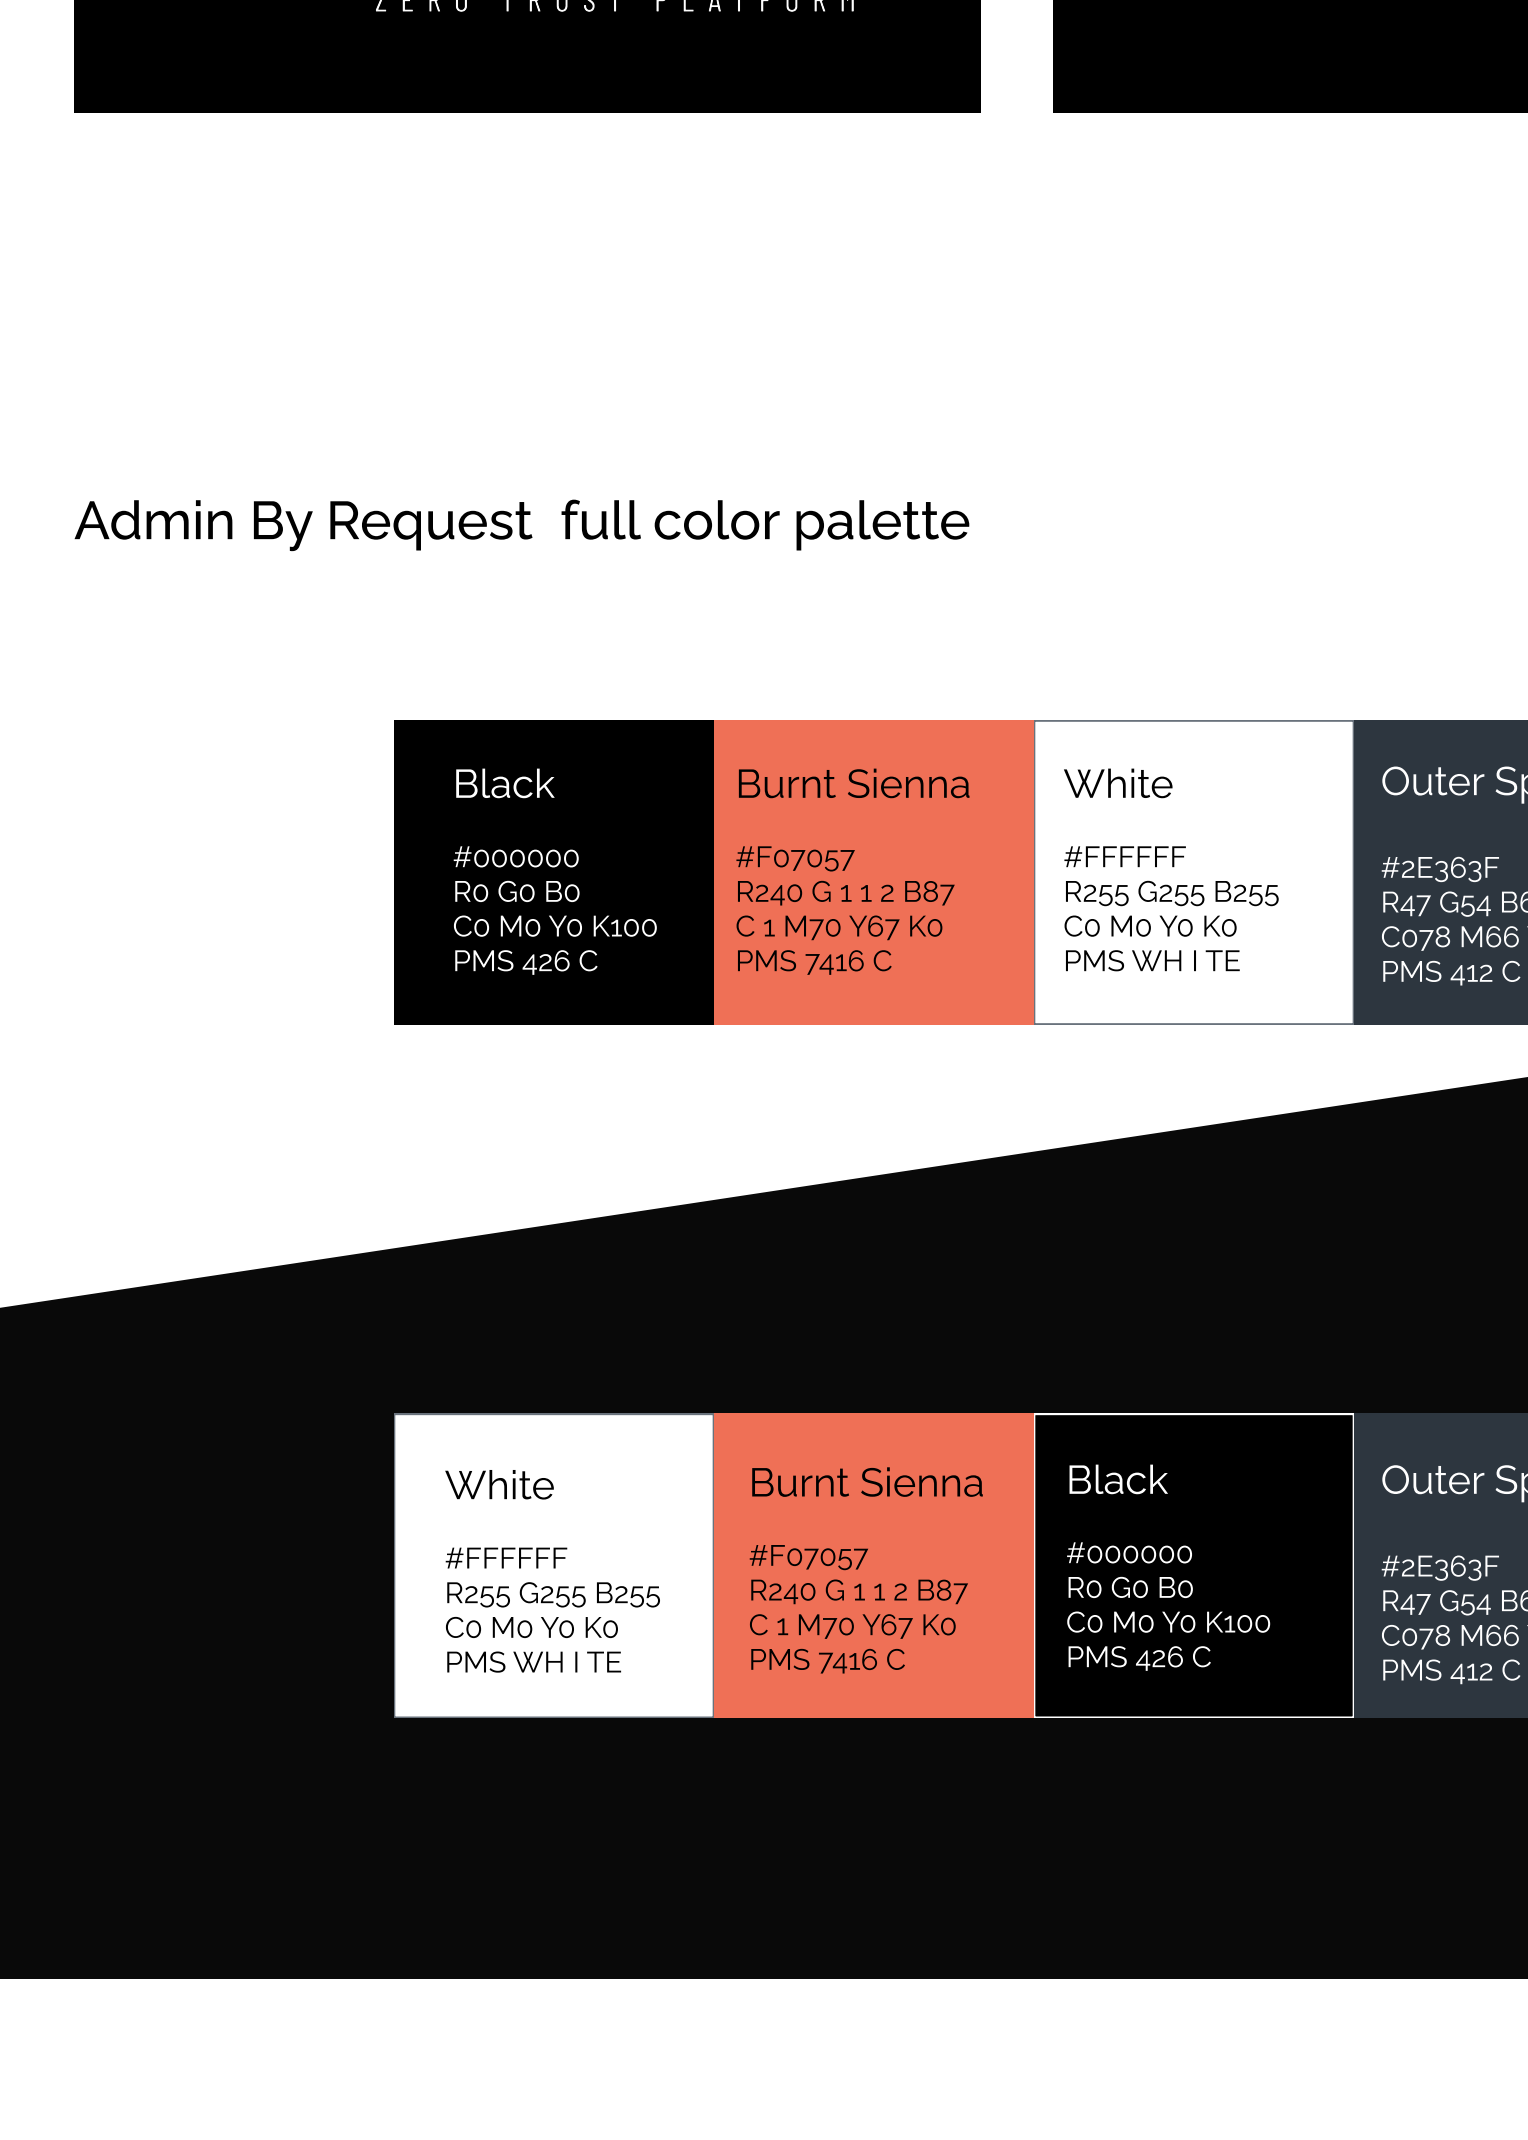 ZERO TRUST PLATFORM
Admin By Request full color palette
Black
#000000
R0 G0 B0
C0 M0 Y0 K100
PMS 426 C
Burnt Sienna
#F07057
R240 G 1 1 2 B87
C 1 M70 Y67 K0
PMS 7416 C
White
#FFFFFF
R255 G255 B255
C0 M0 Y0 K0
PMS WH I TE
Outer
#2E363F
R47 G54
C078 M66
PMS 412 C
White
#FFFFFF
R255 G255 B255
C0 M0 Y0 K0
PMS WH I TE
Burnt Sienna
#F07057
R240 G 1 1 2 B87
C 1 M70 Y67 K0
PMS 7416 C
Black
#000000
R0 G0 B0
C0 M0 Y0 K100
PMS 426 C
Outer
#2E363F
R47 G54
C078 M66
PMS 412 C